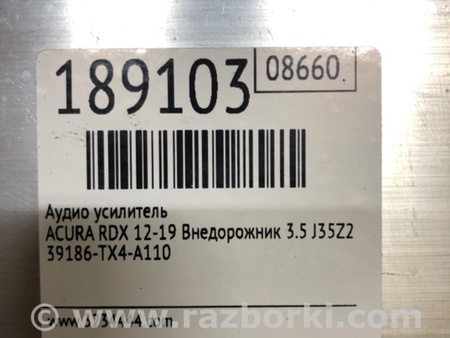 189103
08660
Аудио усилитель
ACURA RDX 12-19 Внедорожник 3.5 J35Z2
39186-TX4-A110
© www.razborki.com